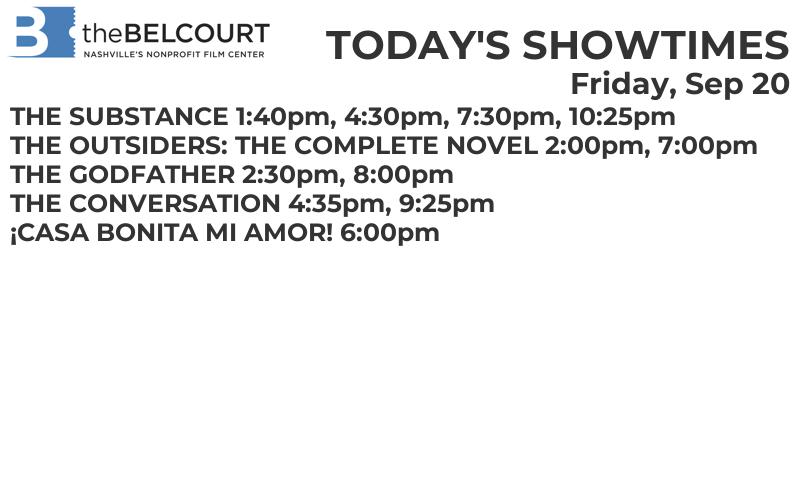 B
theBELCOURT
NASHVILLE'S NONPROFIT FILM CENTER
TODAY'S SHOWTIMES
Friday, Sep 20
THE SUBSTANCE 1:40pm, 4:30pm, 7:30pm, 10:25pm
THE OUTSIDERS: THE COMPLETE NOVEL 2:00pm, 7:00pm
THE GODFATHER 2:30pm, 8:00pm
THE CONVERSATION 4:35pm, 9:25pm
¡CASA BONITA MI AMOR! 6:00pm